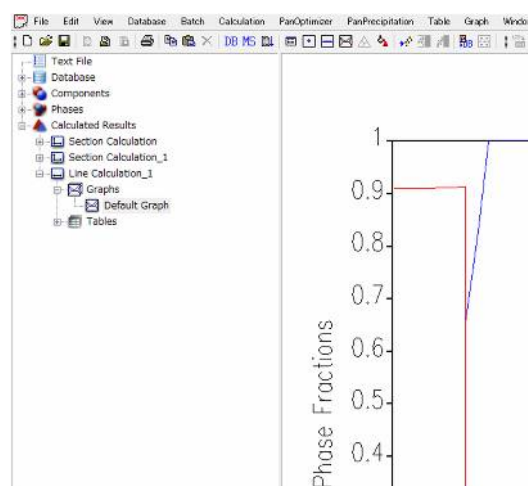 File Edit View Database Batch Calculation PanOptimizer PanPrecipitation Table Graph Windo
DB MS
Text File
Database
Components
Phases
Calculated Results
Section Calculation
Section Calculation_1
Line Calculation_1
Graphs
Default Graph
Tables
1
0.9
0.8
0.7
0.6
0.5
0.4
Phase Fractions